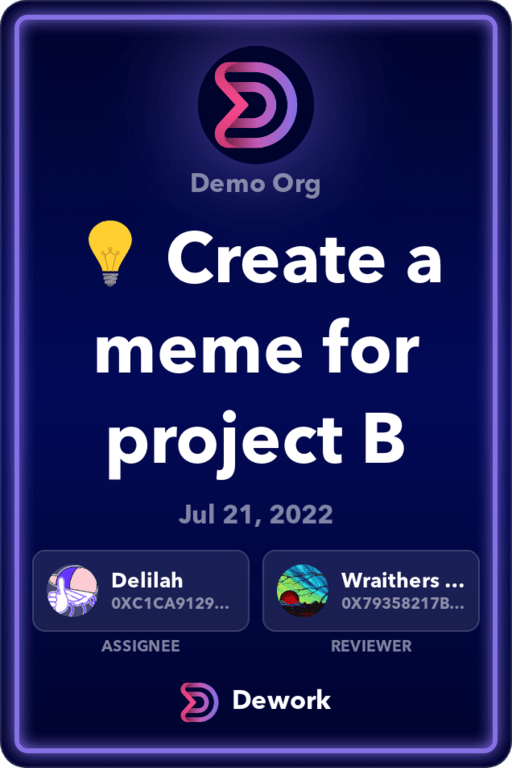 Demo Org
💡 Create a
meme for
project B
Jul 21, 2022
Delilah
0XC1CA9129...
ASSIGNEE
Wraithers ...
0X79358217B...
REVIEWER
Dework